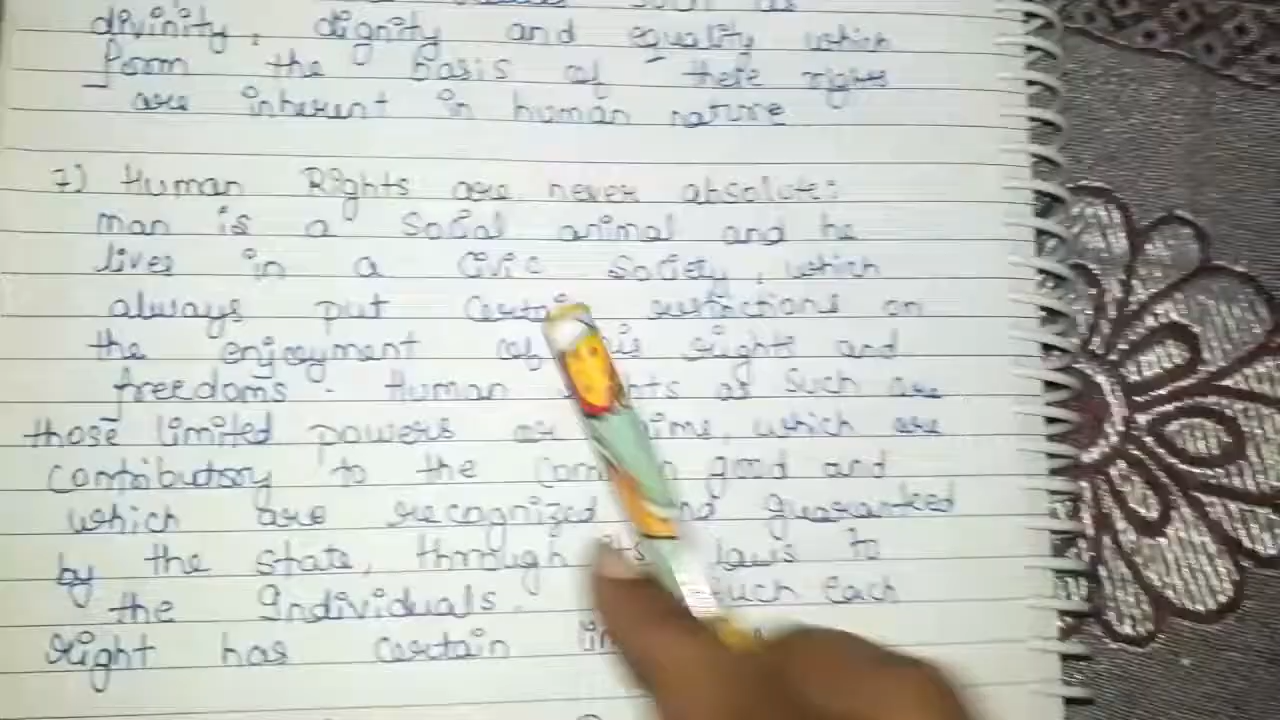 divinity, dignity and equality which
form the basis of these rights
are inherent in human nature
7) Human Rights are never absolute:
man is a social animal and he
lives in a civic society, which
always put certain restrictions on
the enjoyment of his rights and
freedoms. Human rights as such are
those limited powers or, which are
contributory to the common good and
which are recognized and guaranteed
by the state, through its laws to
the Individuals. such each
right has certain